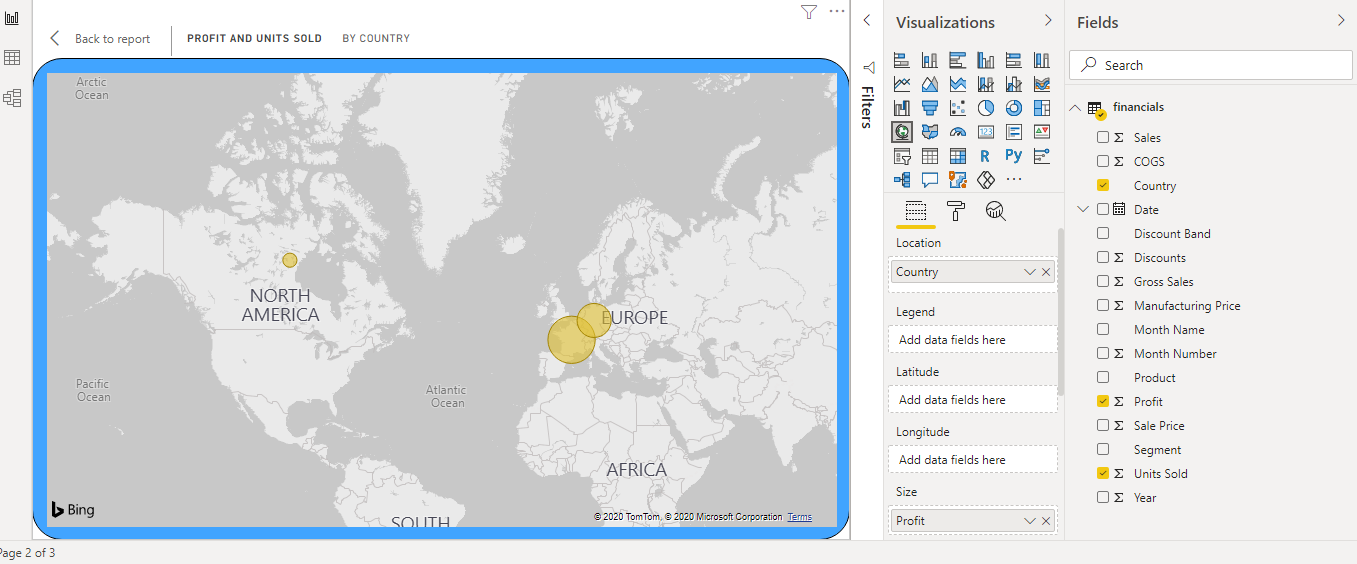 Back to report
PROFIT AND UNITS SOLD
BY COUNTRY
Arctic
Ocean
NORTH
AMERICA
EUROPE
Pacific
Ocean
Atlantic
Ocean
AFRICA
SOUTH
Bing
© 2020 TomTom, © 2020 Microsoft Corporation Terms
Page 2 of 3
Filters
Visualizations
123
R
Py
Location
Country
Legend
Add data fields here
Latitude
Add data fields here
Longitude
Add data fields here
Size
Profit
Fields
Search
financials
Σ Sales
Σ COGS
Country
Date
Discount Band
Σ Discounts
Σ Gross Sales
Σ Manufacturing Price
Month Name
Σ Month Number
Product
Σ Profit
Σ Sale Price
Segment
Σ Units Sold
Σ Year